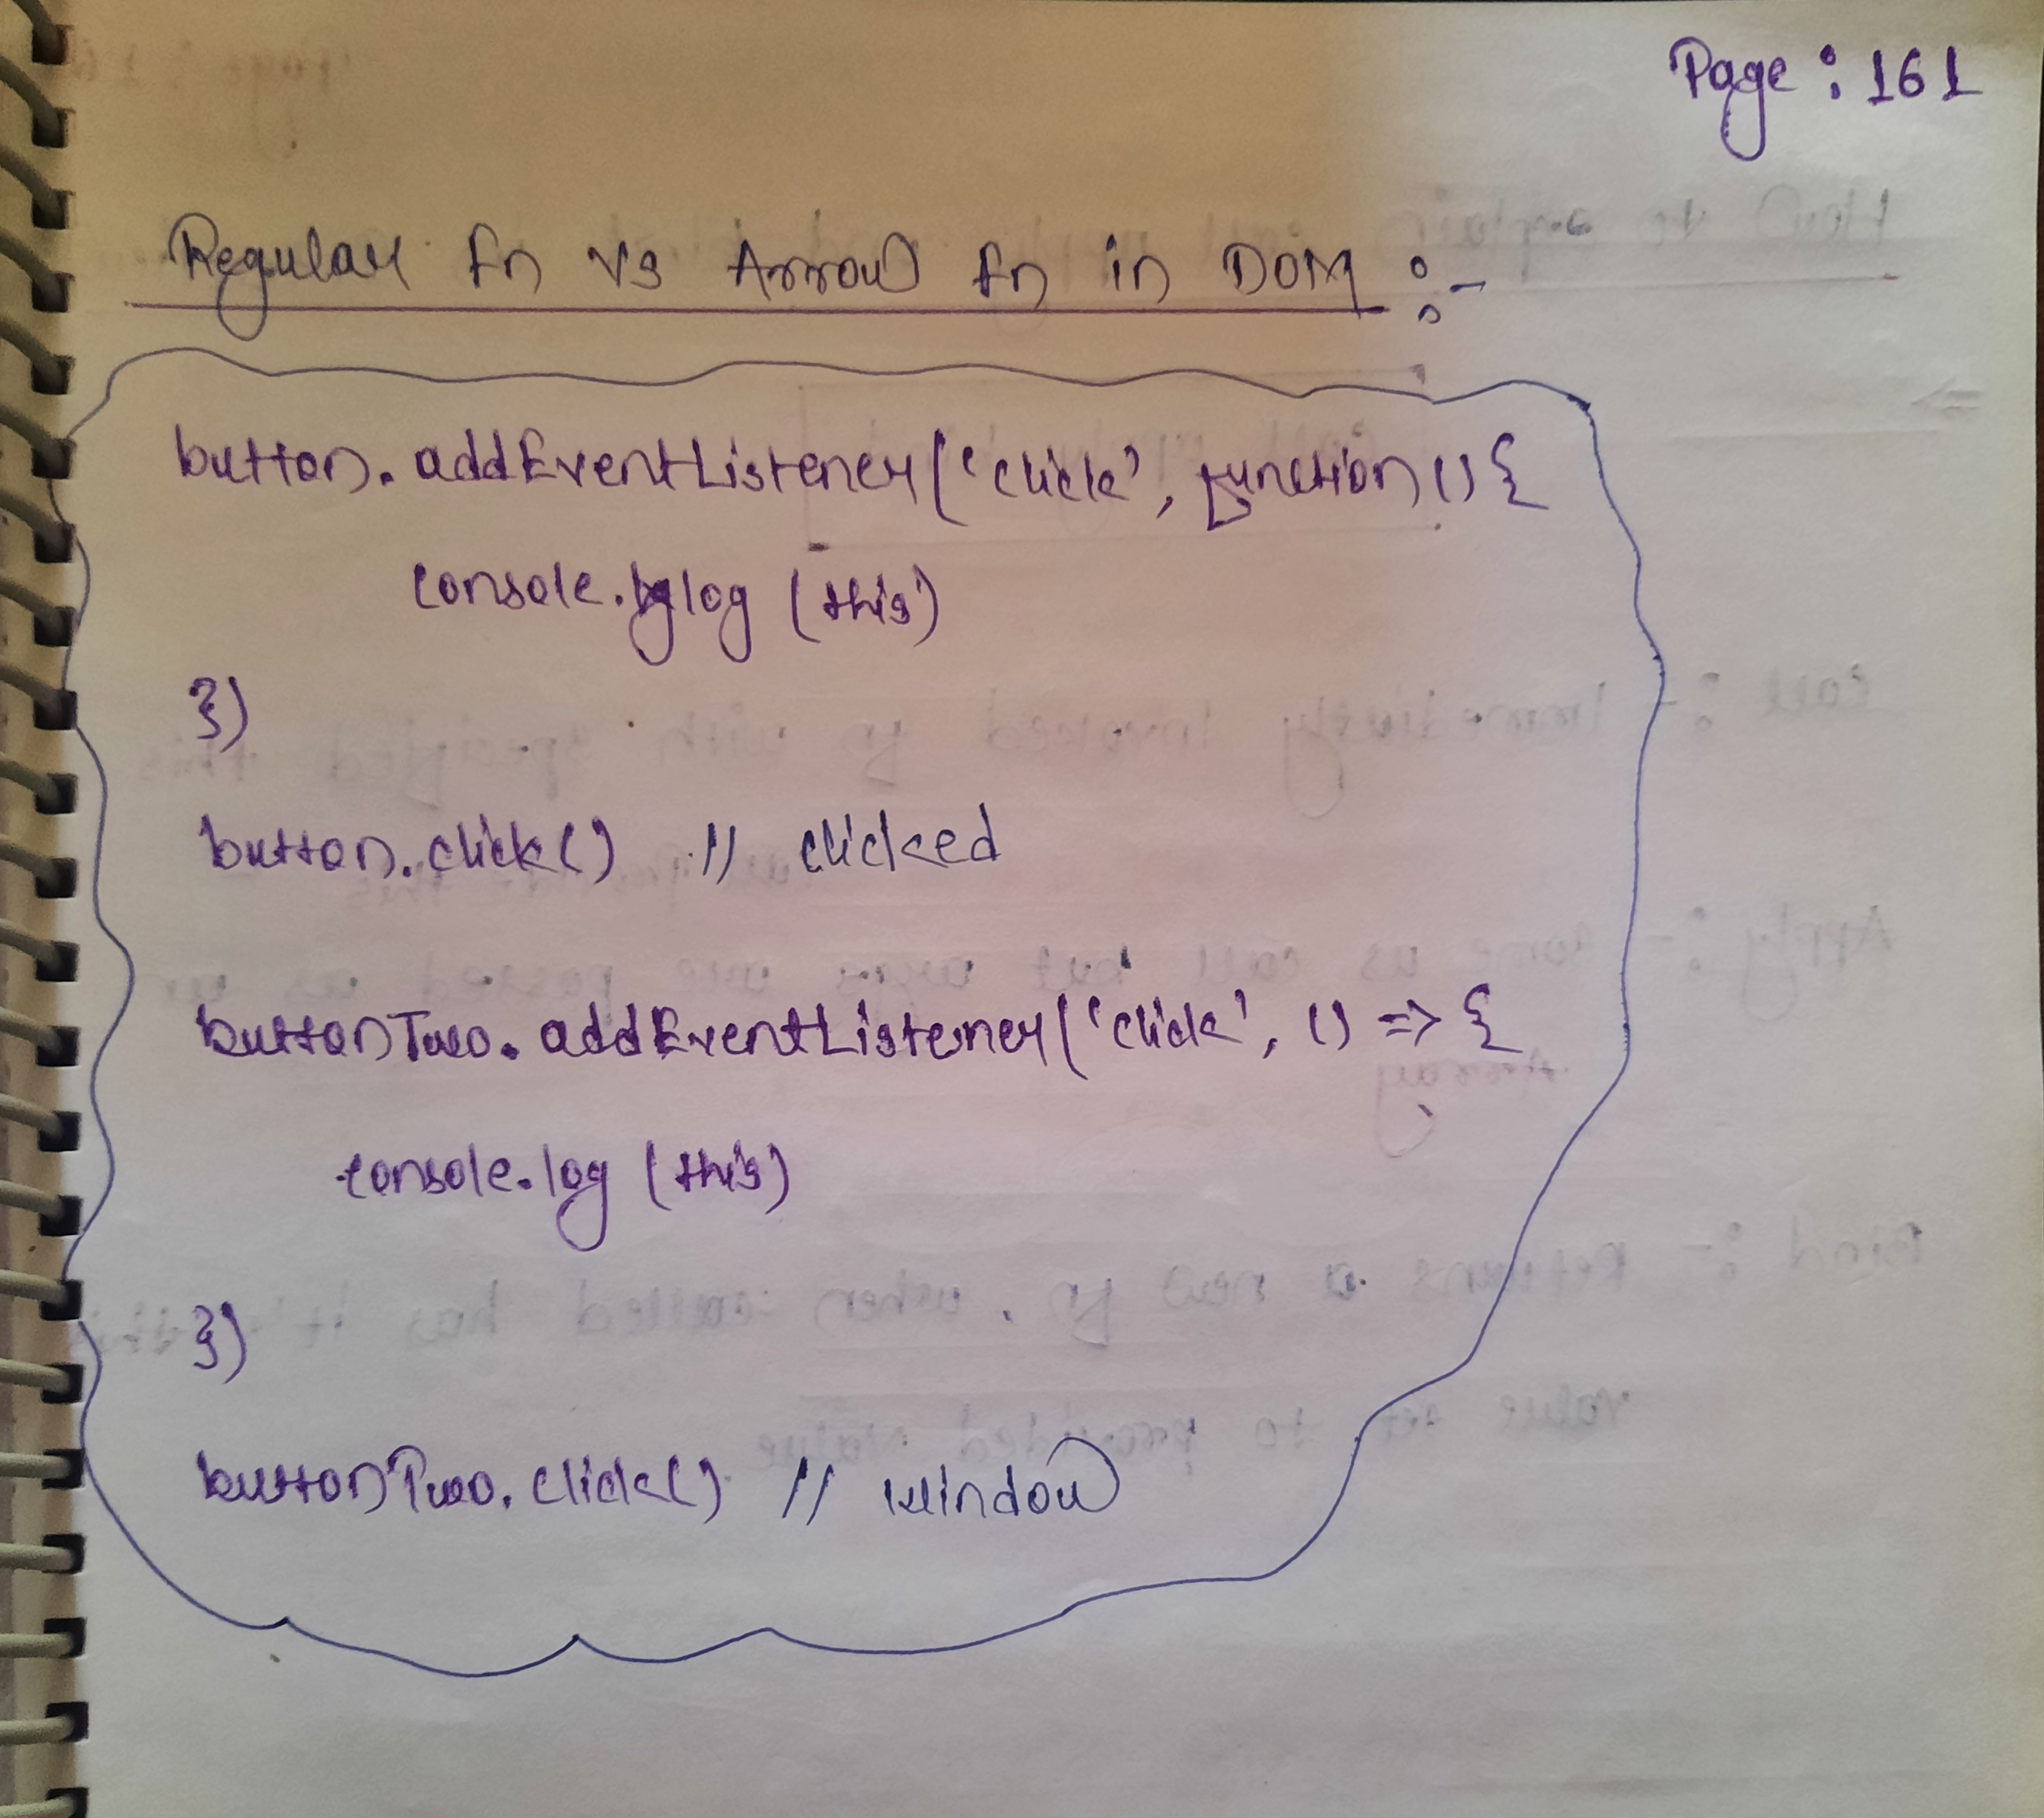 Page : 161
Regular fn vs Arrow fn in DOM :-
button. addEventListener('click', function () {
console.log (this)
})
button.click() // clicked
buttonTwo. addEventListener('click', () => {
console.log (this)
})
buttonTwo.click() // window